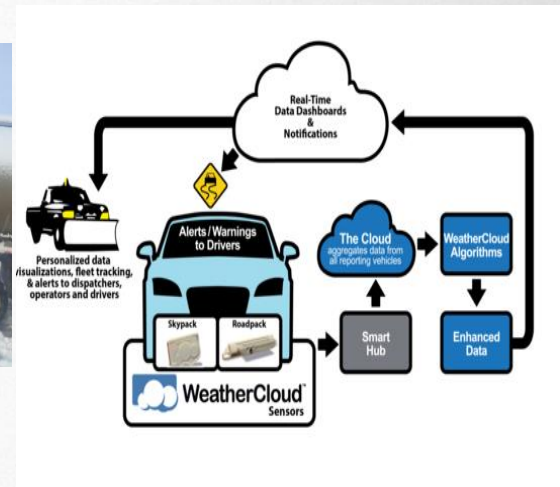 Real-Time
Data Dashboards
&
Notifications
Alerts/Warnings
to Drivers
Personalized data
visualizations, fleet tracking,
& alerts to dispatchers,
operators and drivers
The Cloud
aggregates data from
all reporting vehicles
WeatherCloud
Algorithms
Skypack
Roadpack
Smart
Hub
Enhanced
Data
WeatherCloud™
Sensors